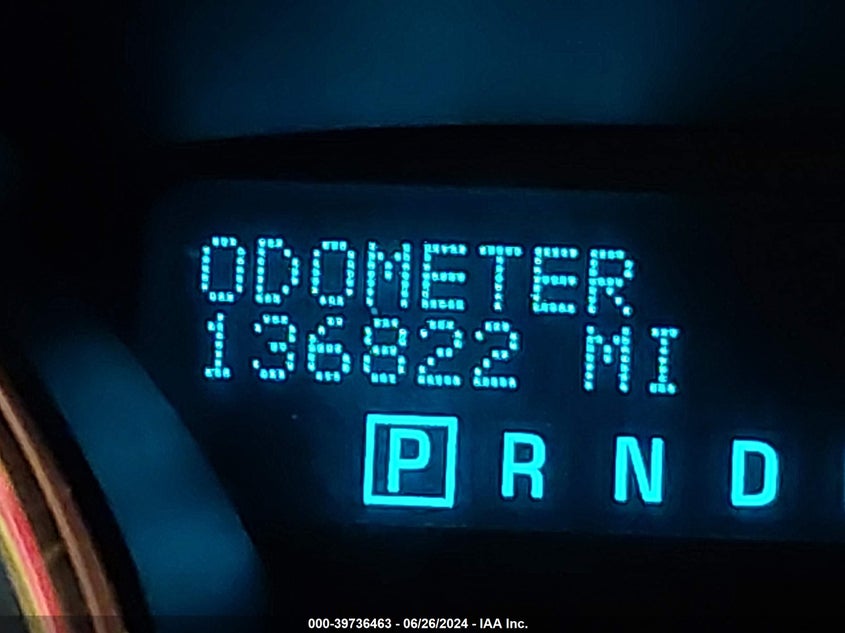 ODOMETER
136822 MI
P R N D
000-39736463 - 06/26/2024 - IAA Inc.